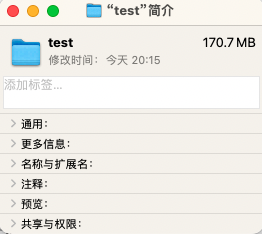 “test”简介
test 170.7 MB
修改时间：今天 20:15
添加标签...
通用：
更多信息：
名称与扩展名：
注释：
预览：
共享与权限：